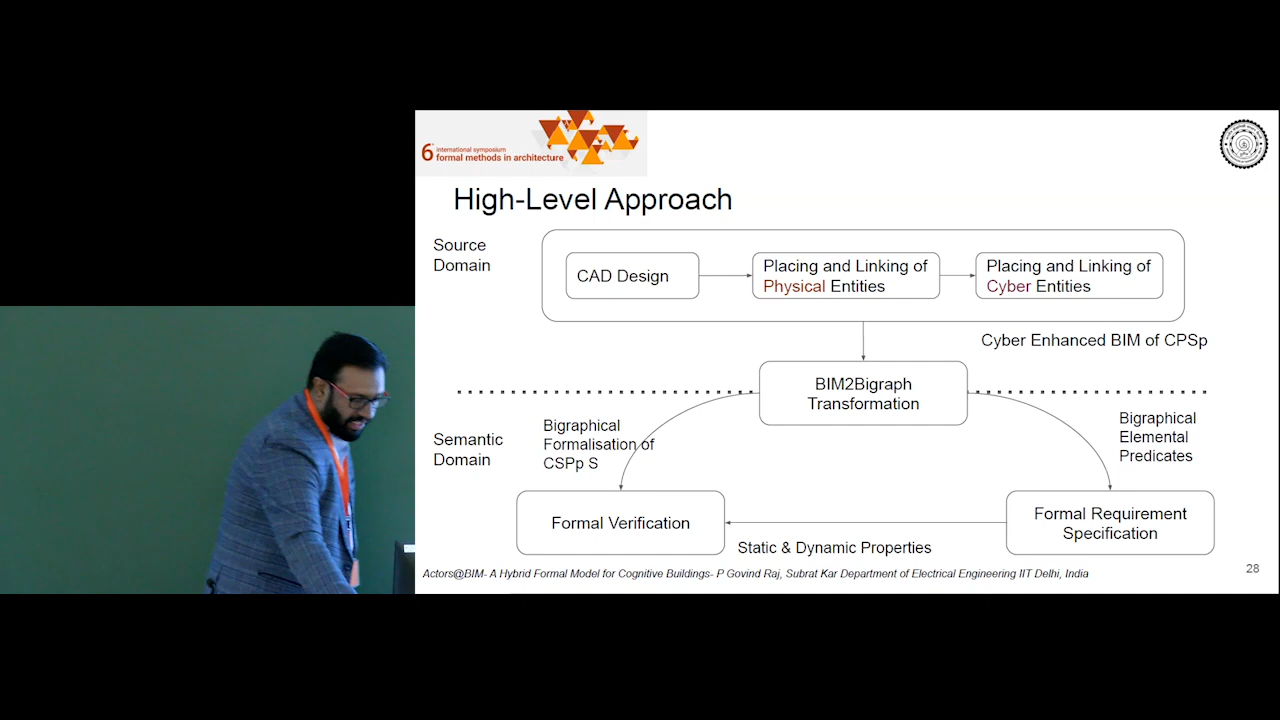 6th international symposium
formal methods in architecture
High-Level Approach
Source
Domain
CAD Design
Placing and Linking of
Physical Entities
Placing and Linking of
Cyber Entities
Cyber Enhanced BIM of CPSp
BIM2Bigraph
Transformation
Semantic
Domain
Bigraphical
Formalisation of
CSPp S
Bigraphical
Elemental
Predicates
Formal Verification
Formal Requirement
Specification
Static & Dynamic Properties
Actors@BIM- A Hybrid Formal Model for Cognitive Buildings- P Govind Raj, Subrat Kar Department of Electrical Engineering IIT Delhi, India
28